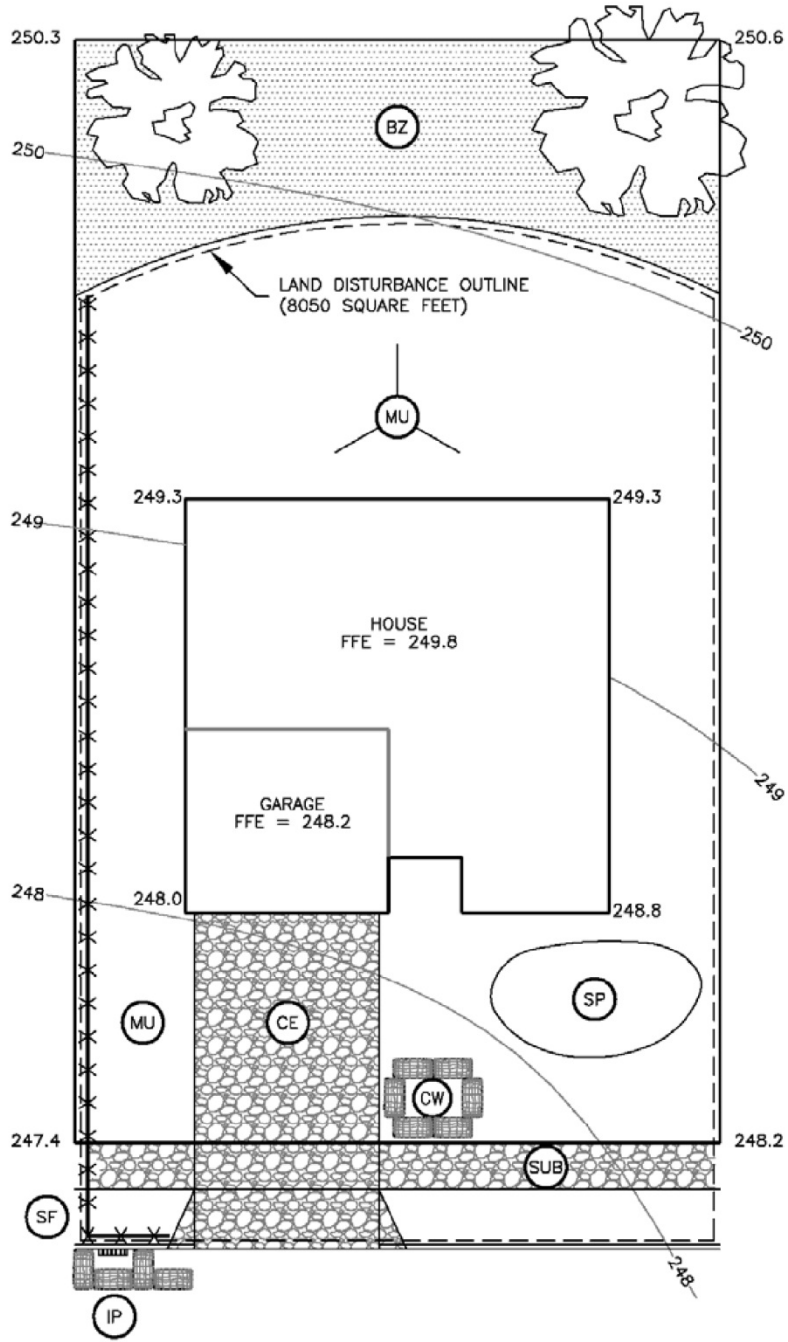 250.3
250.6
BZ
250
LAND DISTURBANCE OUTLINE
(8050 SQUARE FEET)
250
MU
249.3
249.3
249
HOUSE
FFE = 249.8
249
GARAGE
FFE = 248.2
248
248.0
248.8
SP
MU
CE
CW
247.4
248.2
SUB
SF
248
IP